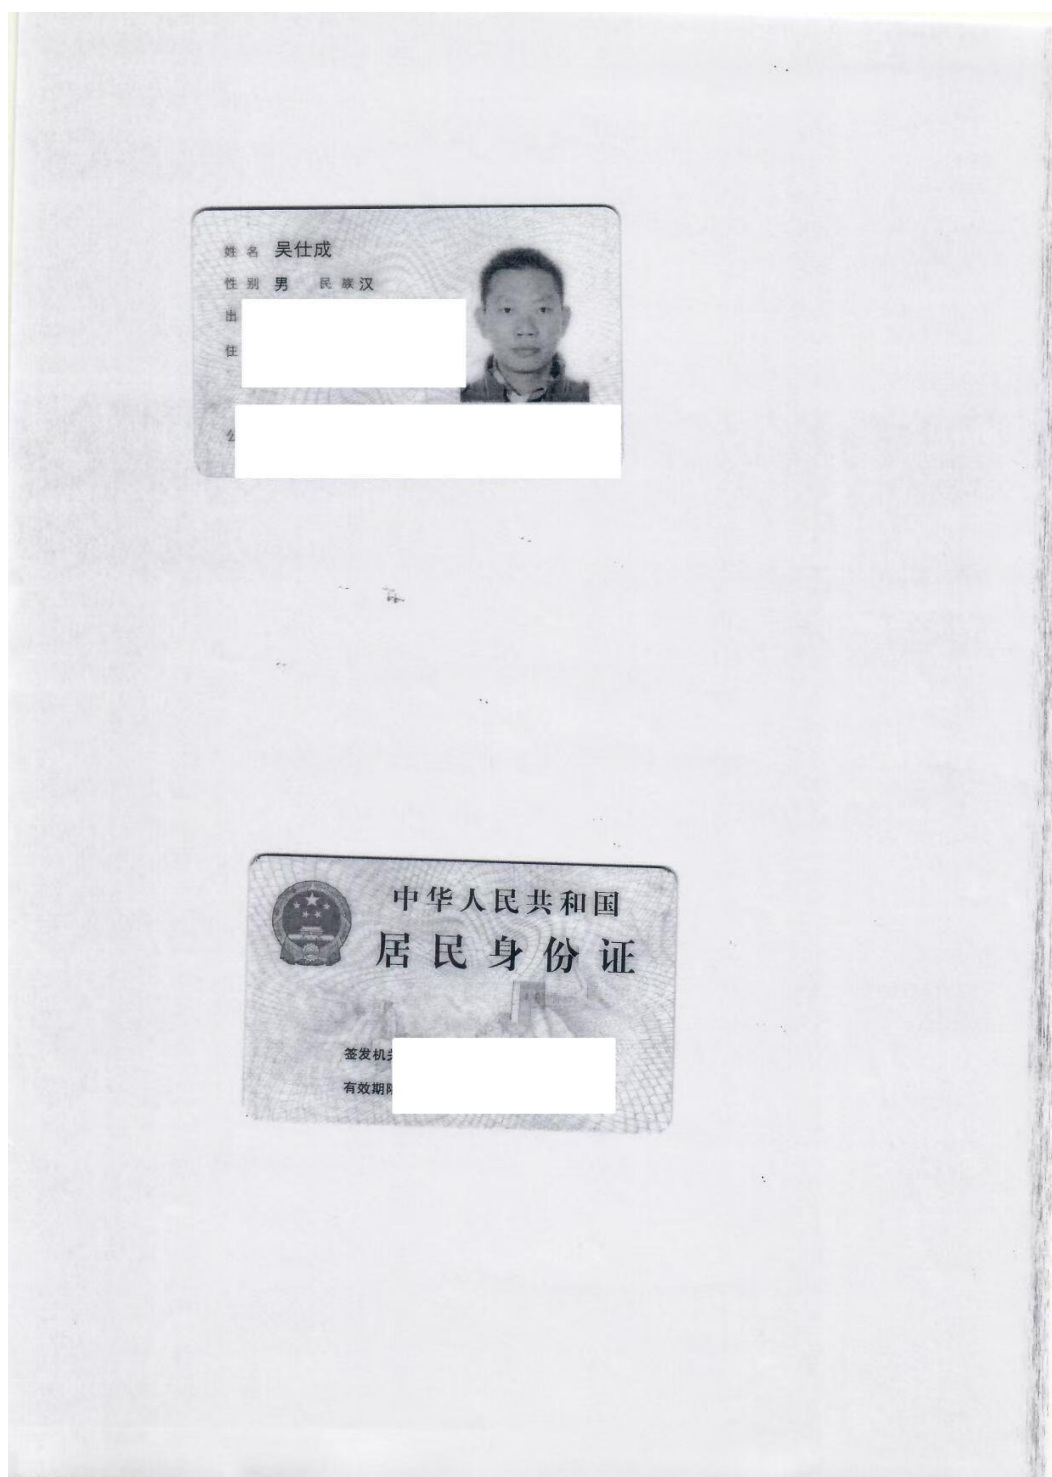 姓名 吴仕成
性别 男 民族 汉
出
住
公
中华人民共和国
居民身份证
签发机关
有效期限